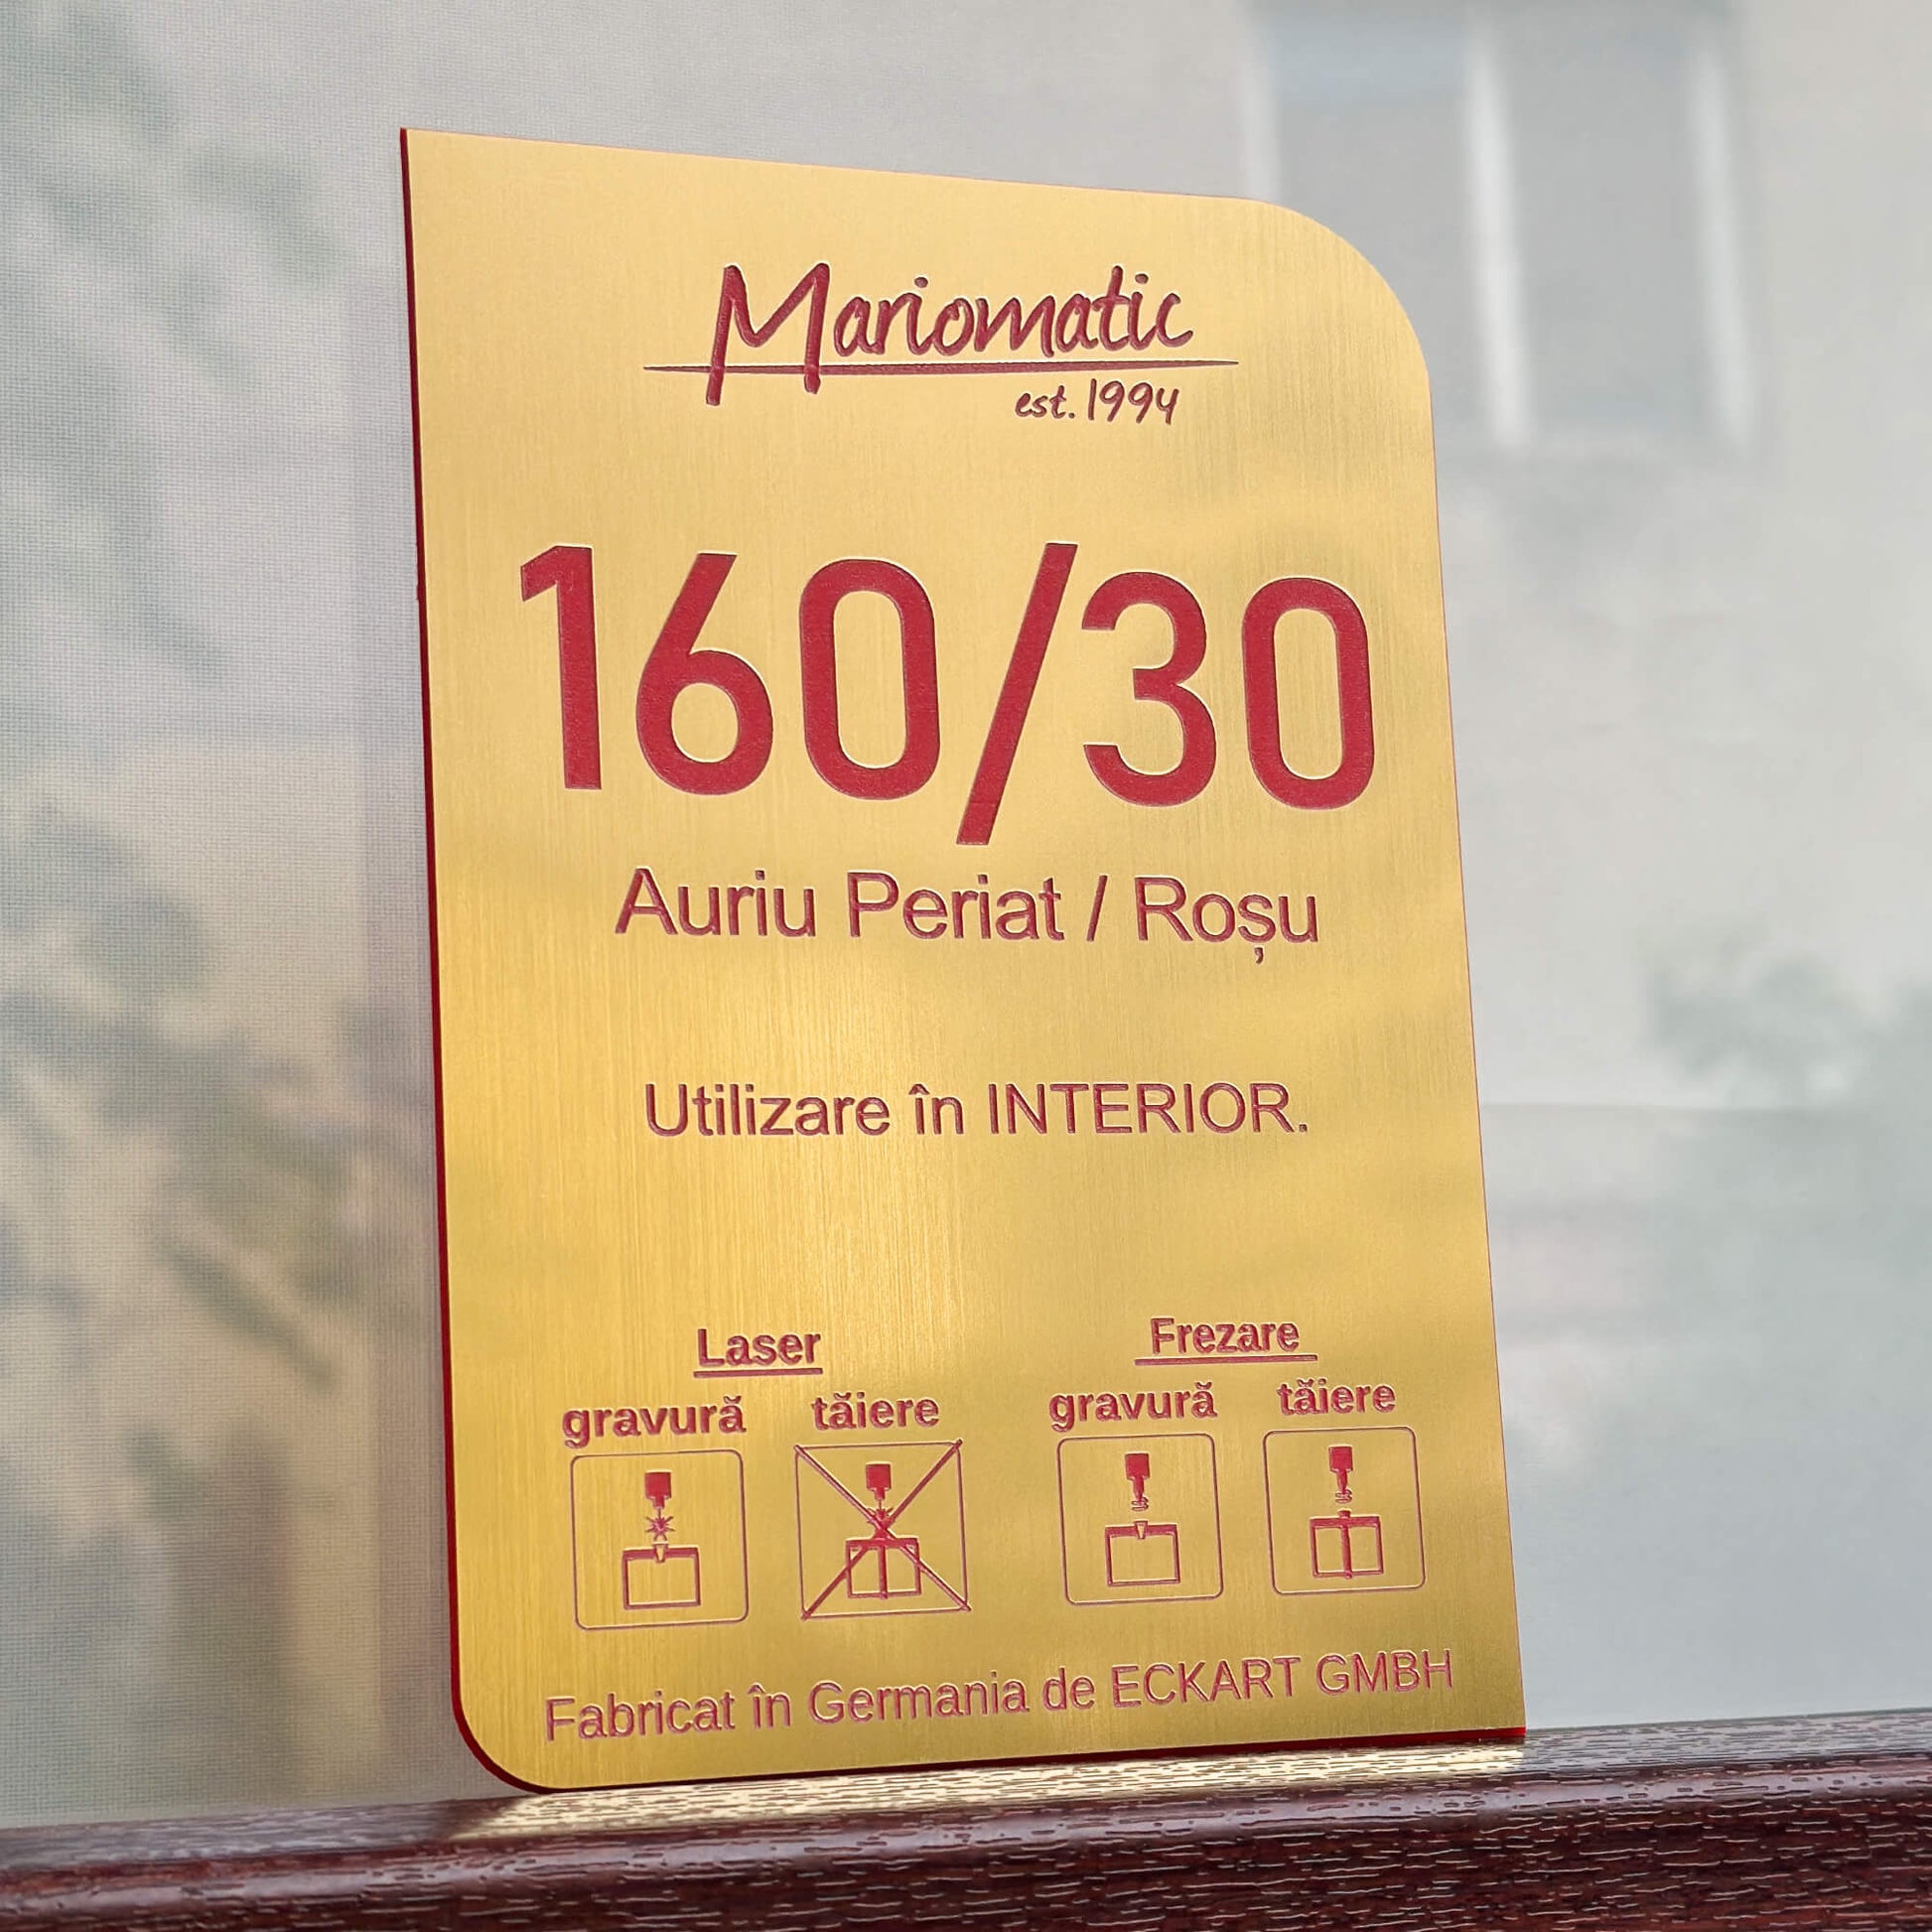 Mariomatic
est. 1994
160/30
Auriu Periat / Roșu
Utilizare în INTERIOR.
Laser
gravură tăiere
Frezare
gravură tăiere
Fabricat în Germania de ECKART GMBH